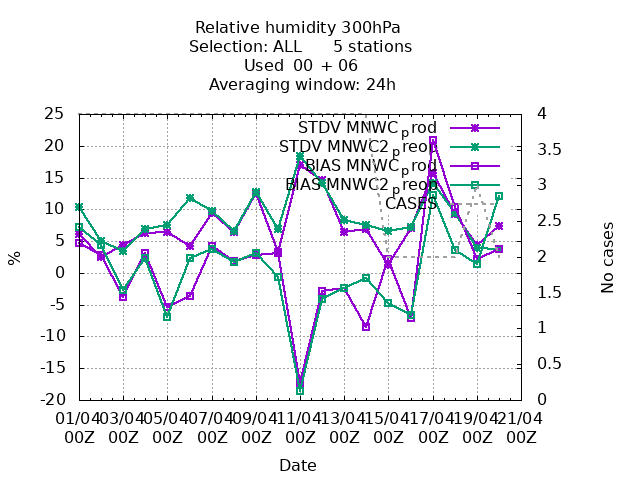 Relative humidity 300hPa
Selection: ALL 5 stations
Used 00 + 06
Averaging window: 24h
25
20
15
10
5
0
-5
-10
-15
-20
%
4
3.5
3
2.5
2
1.5
1
0.5
0
No cases
STDV MNWC_prod
STDV MNWC2_preop
BIAS MNWC_prod
BIAS MNWC2_preop
CASES
01/04 03/04 05/04 07/04 09/04 11/04 13/04 15/04 17/04 19/04 21/04
00Z 00Z 00Z 00Z 00Z 00Z 00Z 00Z 00Z 00Z 00Z
Date